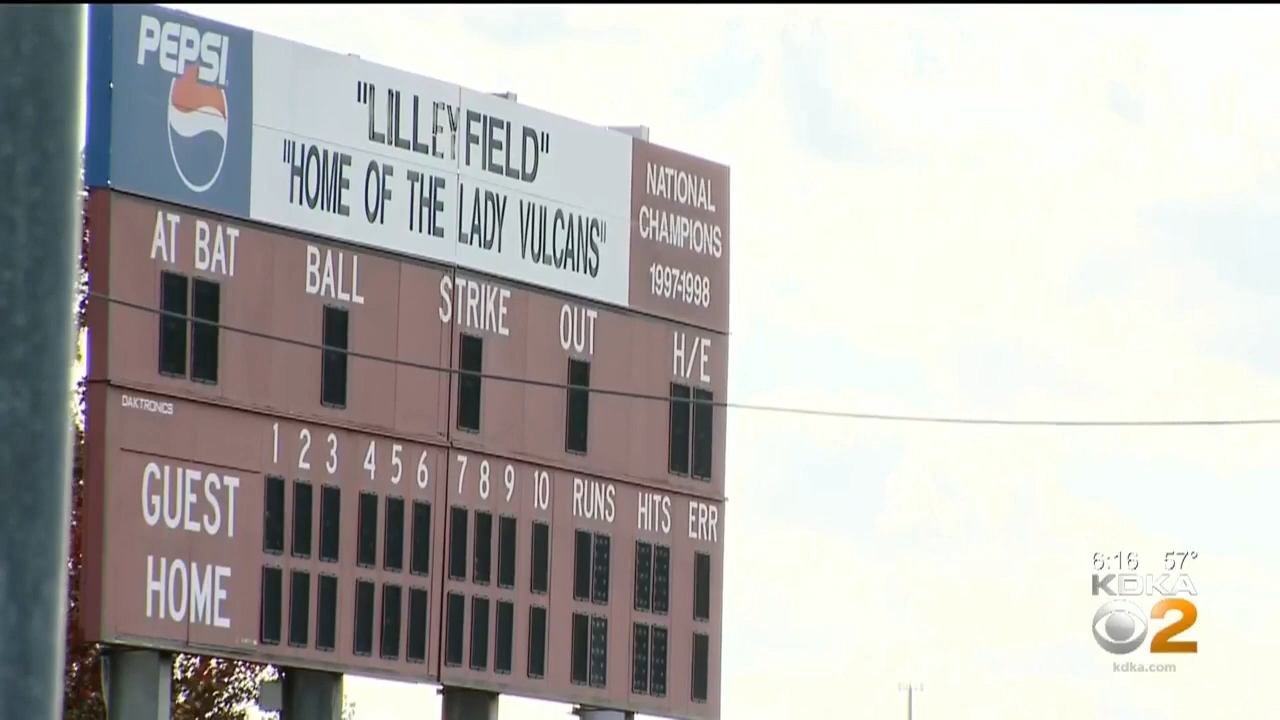 PEPSI
"LILLEY FIELD"
"HOME OF THE LADY VULCANS"
NATIONAL
CHAMPIONS
1997-1998
AT BAT BALL STRIKE OUT H/E
DAKTRONICS
1 2 3 4 5 6 7 8 9 10 RUNS HITS ERR
GUEST
HOME
6:16 57°
KDKA
2
kdka.com